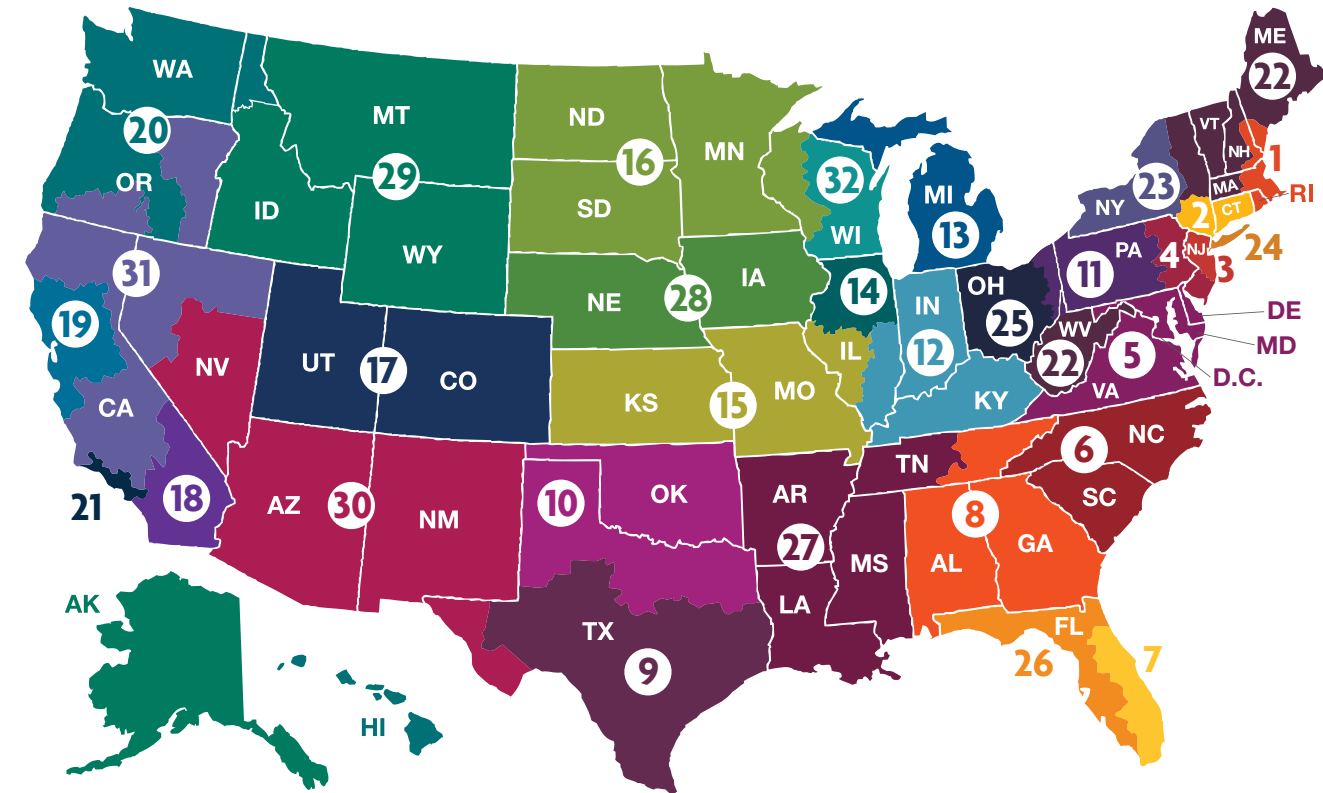 ME
22
WA
MT
ND
MN
VT
NH
1
20
16
32
23
MA
RI
OR
29
MI
NY
2
CT
ID
SD
WI
13
24
WY
PA
4
NJ
3
31
IA
11
NE
28
14
OH
IN
25
DE
19
WV
MD
UT
17
CO
IL
12
22
5
D.C.
NV
KS
15
MO
KY
VA
CA
NC
6
TN
21
18
AZ
30
NM
10
OK
AR
SC
8
27
GA
MS
AL
AK
LA
TX
FL
9
26
7
HI